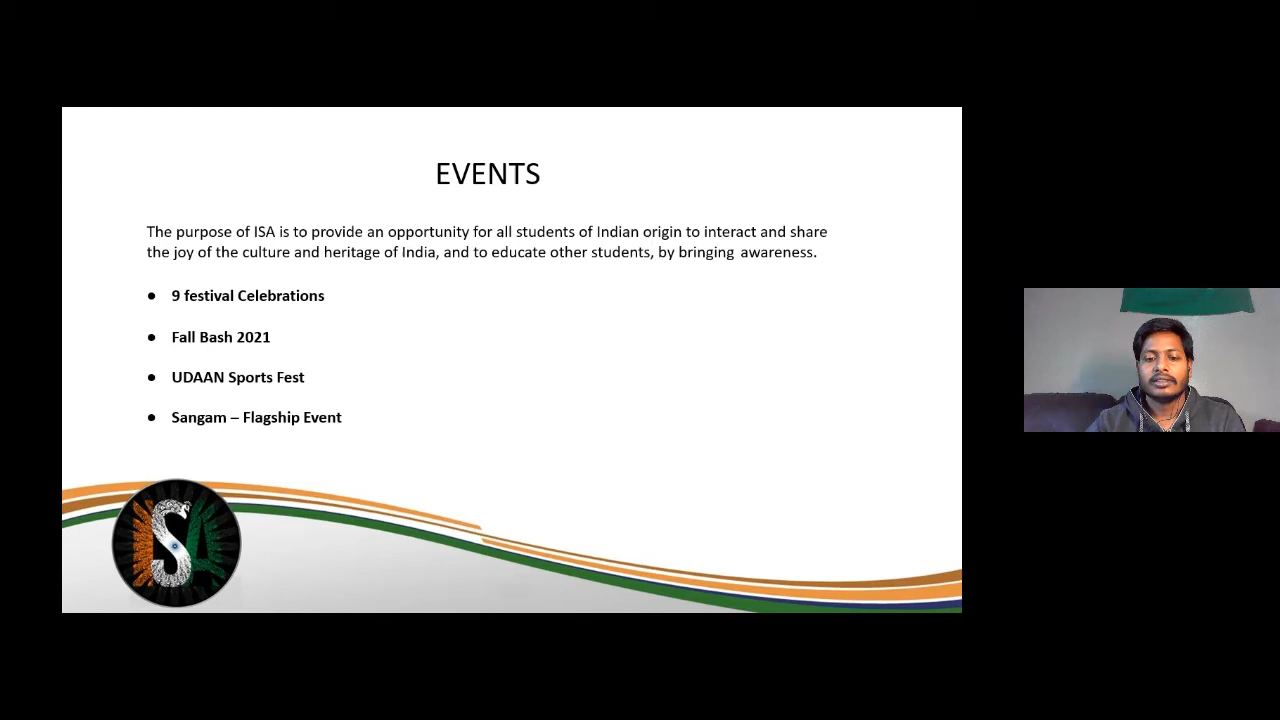 EVENTS
The purpose of ISA is to provide an opportunity for all students of Indian origin to interact and share
the joy of the culture and heritage of India, and to educate other students, by bringing awareness.
● 9 festival Celebrations
● Fall Bash 2021
● UDAAN Sports Fest
● Sangam – Flagship Event
ISA